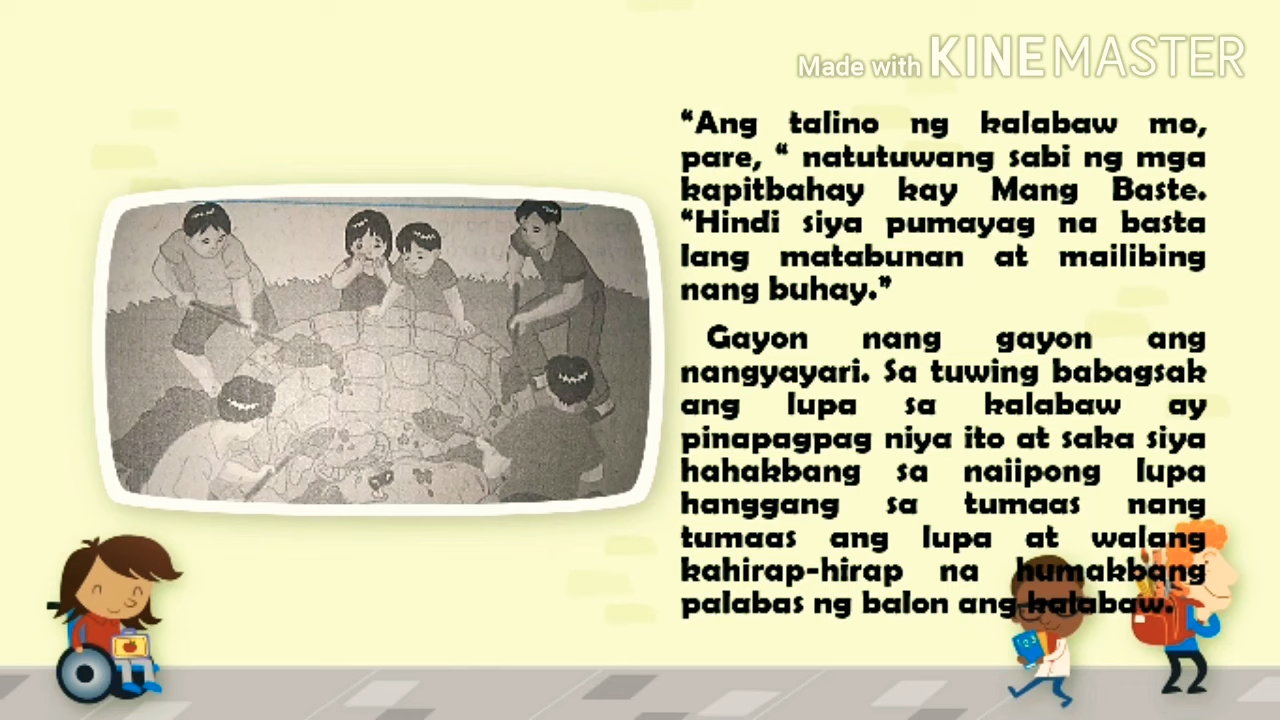 Made with KINEMASTER
“Ang talino ng kalabaw mo,
pare, “ natutuwang sabi ng mga
kapitbahay kay Mang Baste.
“Hindi siya pumayag na basta
lang matabunan at mailibing
nang buhay.”
Gayon nang gayon ang
nangyayari. Sa tuwing babagsak
ang lupa sa kalabaw ay
pinapagpag niya ito at saka siya
hahakbang sa naiipong lupa
hanggang sa tumaas nang
tumaas ang lupa at walang
kahirap-hirap na humakbang
palabas ng balon ang kalabaw.